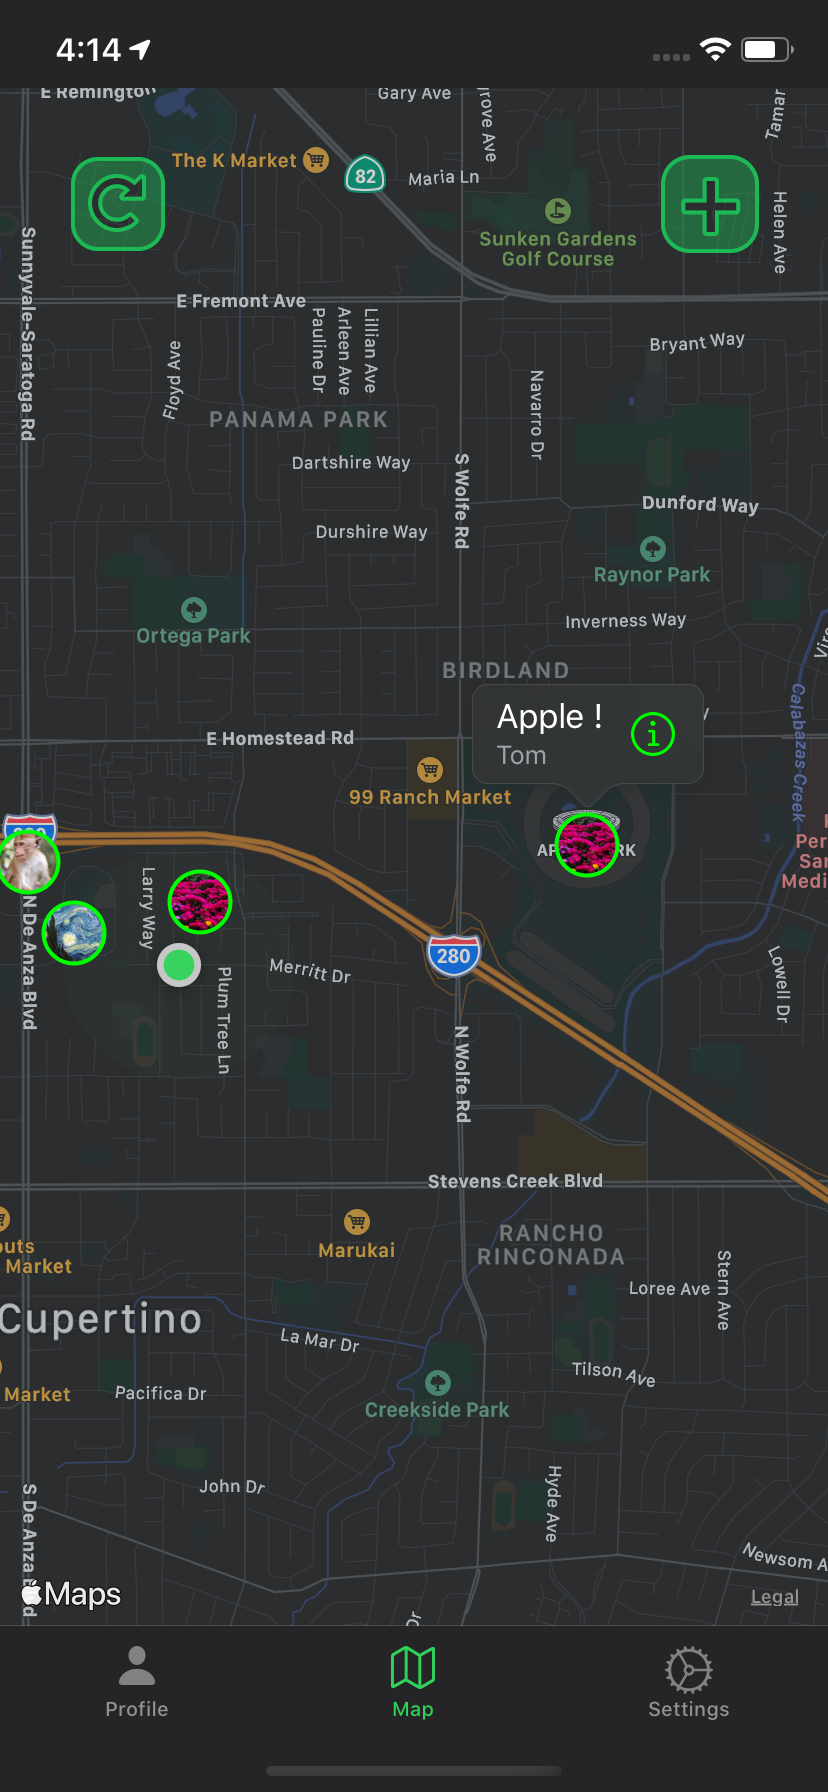 4:14
E Remington
Gary Ave
grove Ave
Tamar
The K Market
82
Maria Ln
Sunken Gardens
Golf Course
Helen Ave
Sunnyvale-Saratoga Rd
E Fremont Ave
Floyd Ave
Pauline Dr
Arleen Ave
Lillian Ave
Bryant Way
Navarro Dr
PANAMA PARK
Dartshire Way
S Wolfe Rd
Dunford Way
Durshire Way
Raynor Park
Ortega Park
Inverness Way
BIRDLAND
Calabazas Creek
Apple !
Tom
E Homestead Rd
99 Ranch Market
AP
RK
Per
Sar
Medi
Larry Way
N De Anza Blvd
280
Merritt Dr
Plum Tree Ln
Lowell Dr
N Wolfe Rd
Stevens Creek Blvd
outs
Market
Marukai
RANCHO
RINCONADA
Stern Ave
Loree Ave
Cupertino
La Mar Dr
Tilson Ave
Market
Pacifica Dr
Creekside Park
John Dr
Hyde Ave
S De Anza
Newsom A
Maps
Dr
Legal
Profile
Map
Settings